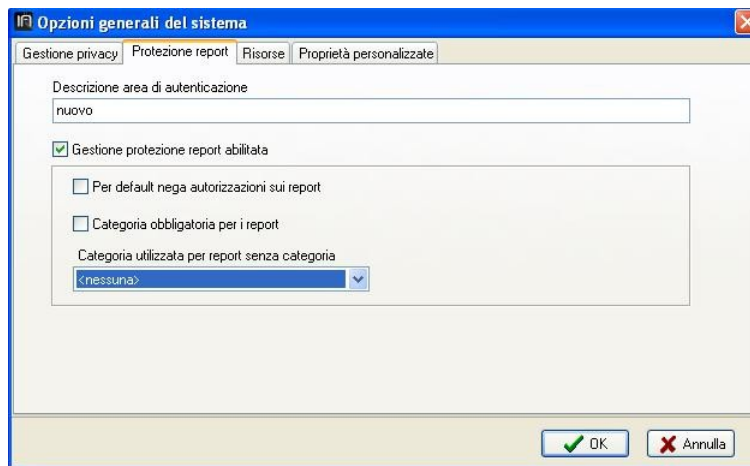 Opzioni generali del sistema
Gestione privacy Protezione report Risorse Proprietà personalizzate
Descrizione area di autenticazione
nuovo
Gestione protezione report abilitata
Per default nega autorizzazioni sui report
Categoria obbligatoria per i report
Categoria utilizzata per report senza categoria
<nessuna>
OK Annulla